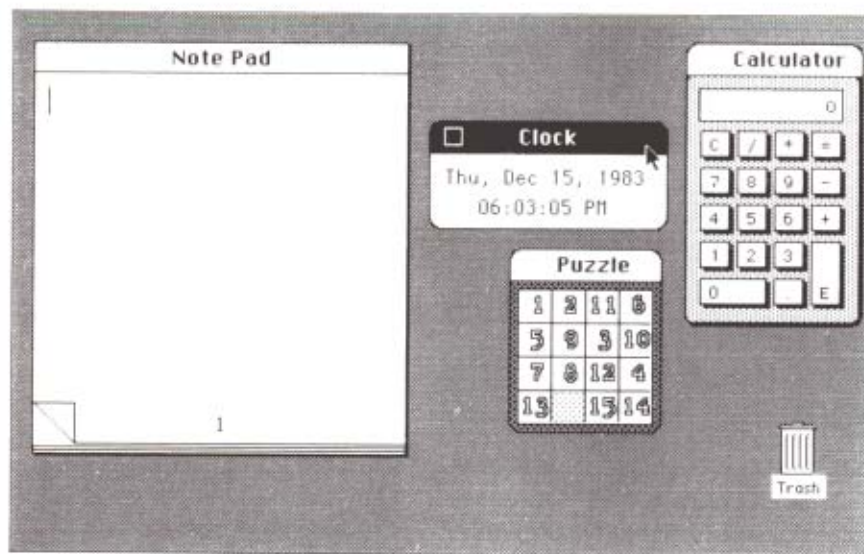 Note Pad
1
Clock
Thu, Dec 15, 1983
06:03:05 PM
Puzzle
1 2 11 6
5 9 3 10
7 8 12 4
13 15 14
Calculator
0
C / * =
7 8 9 -
4 5 6 +
1 2 3
0 . E
Trash